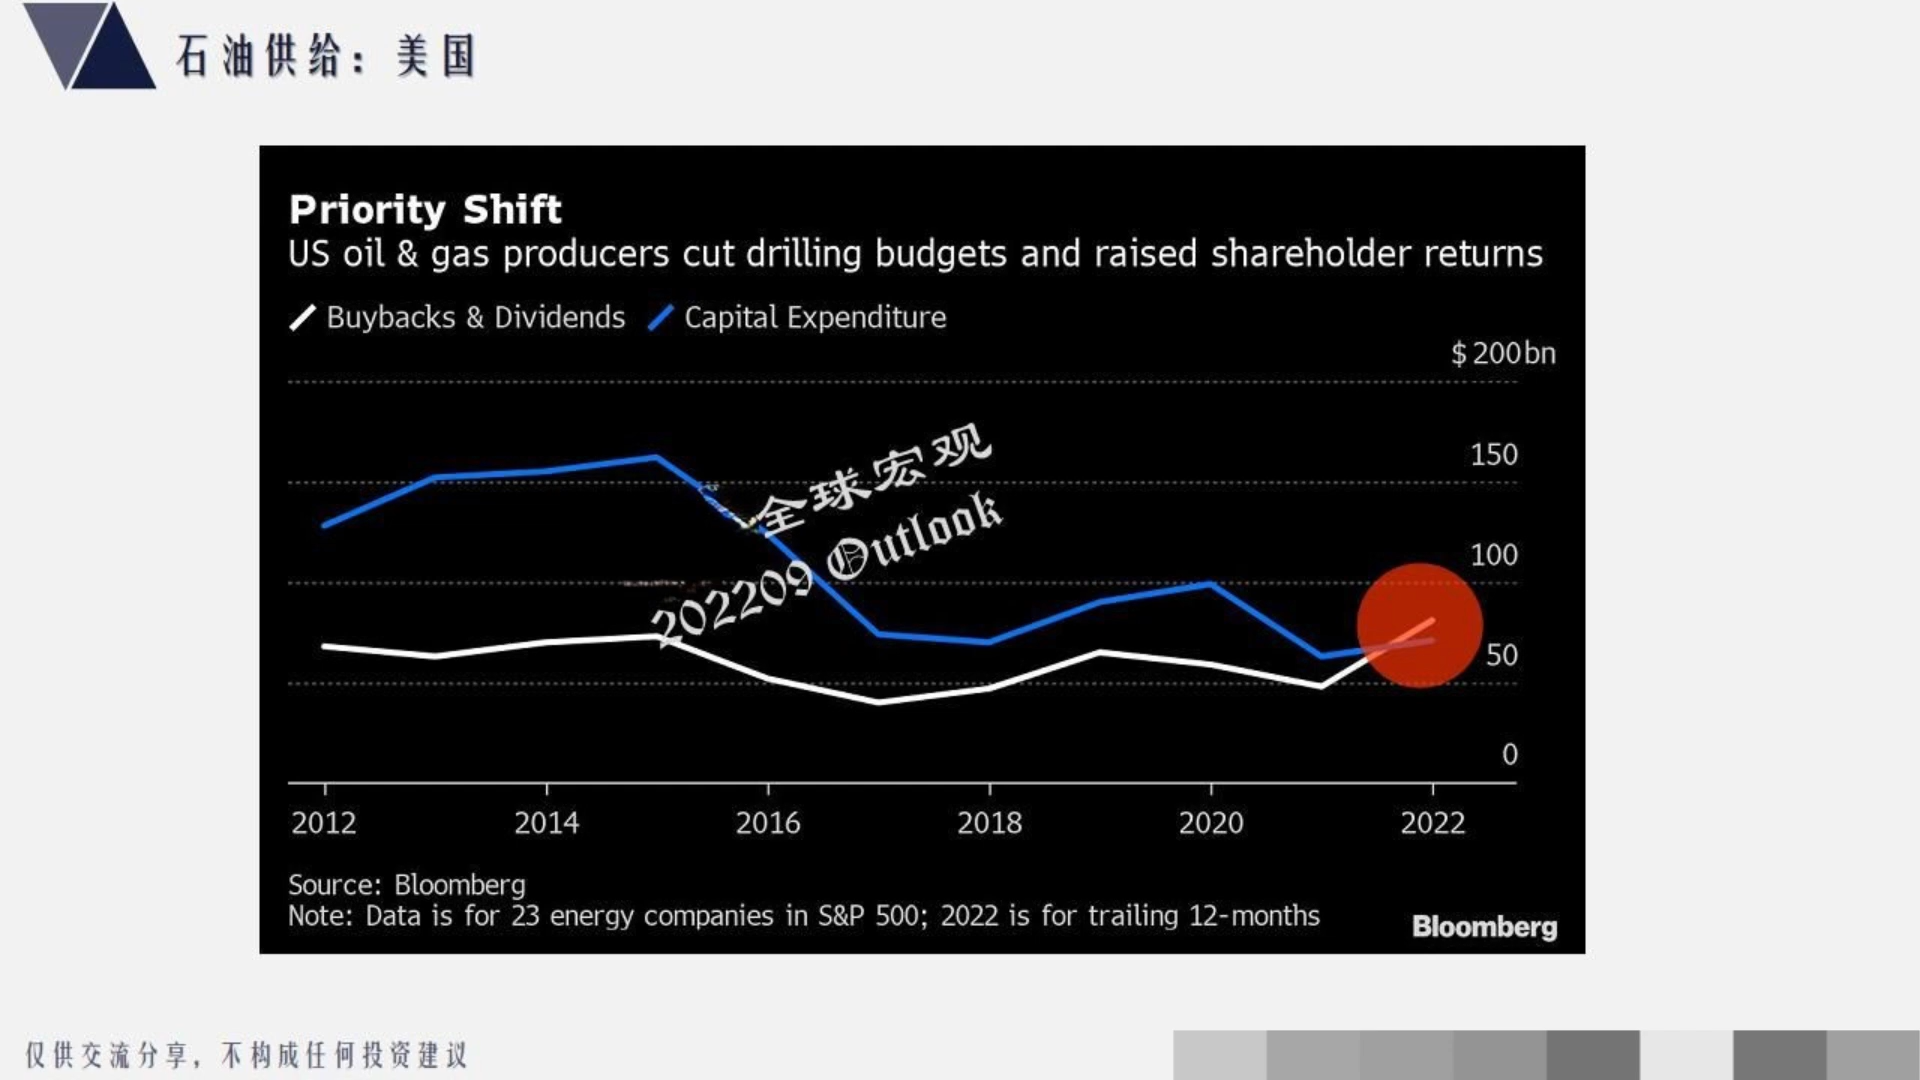 石油供给：美国
Priority Shift
US oil & gas producers cut drilling budgets and raised shareholder returns
Buybacks & Dividends Capital Expenditure
$200bn
150
100
50
0
全球宏观
202209 Outlook
2012 2014 2016 2018 2020 2022
Source: Bloomberg
Note: Data is for 23 energy companies in S&P 500; 2022 is for trailing 12-months
Bloomberg
仅供交流分享，不构成任何投资建议